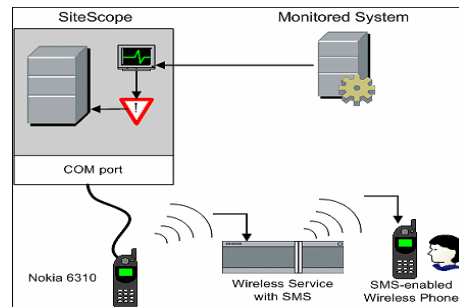 SiteScope
Monitored System
!
COM port
Nokia 6310
Wireless Service
with SMS
SMS-enabled
Wireless Phone